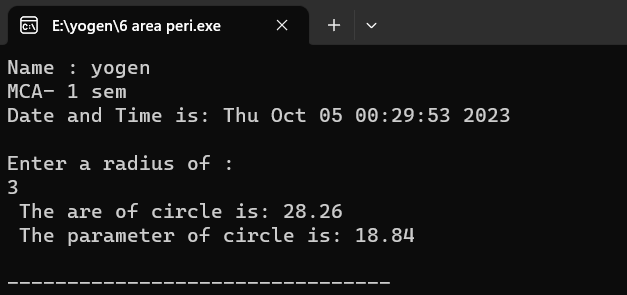 E:\yogen\6 area peri.exe
Name : yogen
MCA- 1 sem
Date and Time is: Thu Oct 05 00:29:53 2023
Enter a radius of :
3
The are of circle is: 28.26
The parameter of circle is: 18.84
--------------------------------